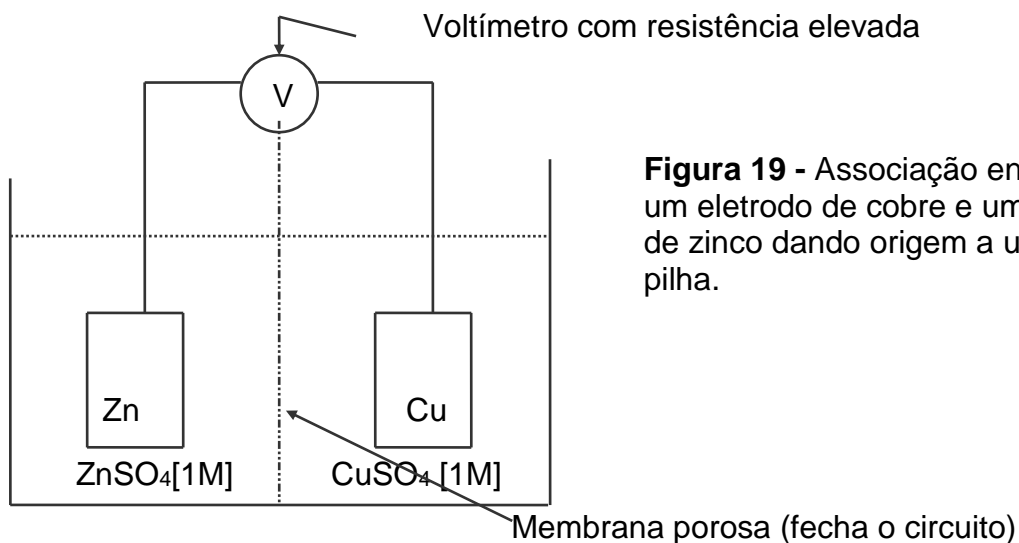 Voltímetro com resistência elevada
V
Figura 19 - Associação en
um eletrodo de cobre e um
de zinco dando origem a u
pilha.
Zn
Cu
ZnSO₄[1M]
CuSO₄ [1M]
Membrana porosa (fecha o circuito)